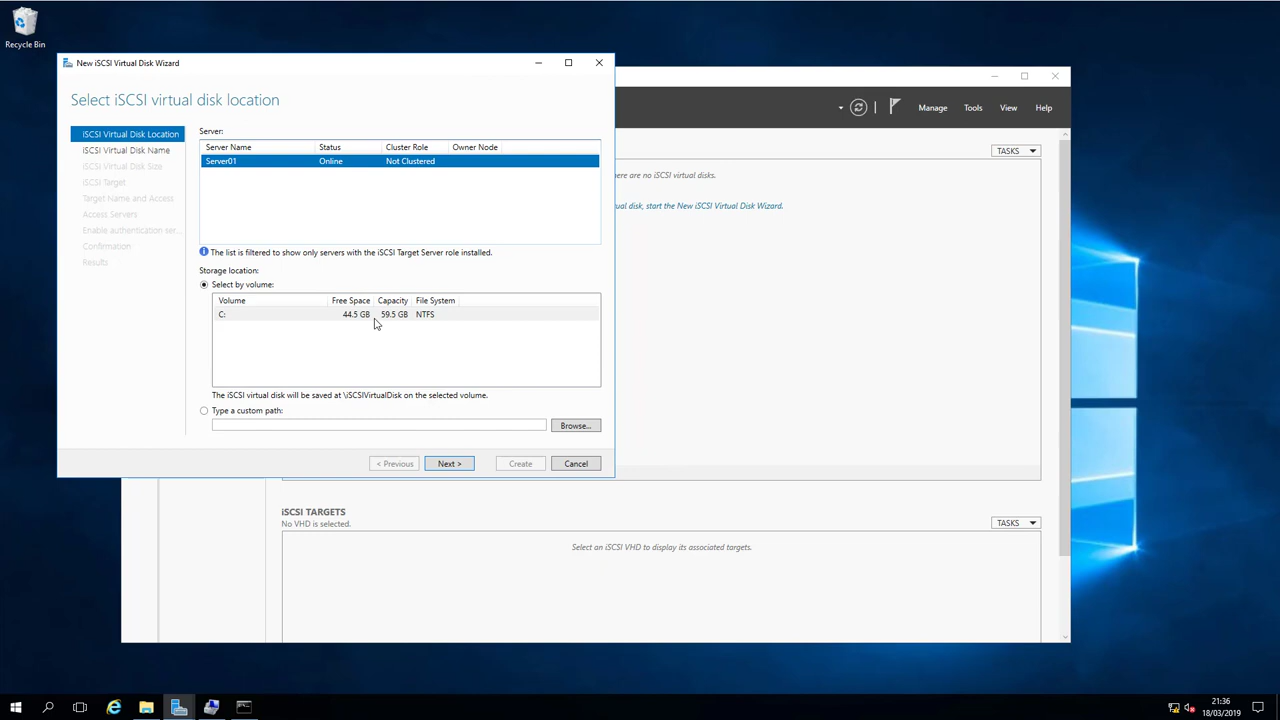 Recycle Bin
New iSCSI Virtual Disk Wizard
Select iSCSI virtual disk location
iSCSI Virtual Disk Location
iSCSI Virtual Disk Name
iSCSI Virtual Disk Size
iSCSI Target
Target Name and Access
Access Servers
Enable authentication ser...
Confirmation
Results
Server:
Server Name Status Cluster Role Owner Node
Server01 Online Not Clustered
The list is filtered to show only servers with the iSCSI Target Server role installed.
Storage location:
Select by volume:
Volume Free Space Capacity File System
C: 44.5 GB 59.5 GB NTFS
The iSCSI virtual disk will be saved at \iSCSIVirtualDisk on the selected volume.
Type a custom path:
Browse...
< Previous Next > Create Cancel
Manage Tools View Help
TASKS
here are no iSCSI virtual disks.
tual disk, start the New iSCSI Virtual Disk Wizard.
iSCSI TARGETS
No VHD is selected.
TASKS
Select an iSCSI VHD to display its associated targets.
21:36
18/03/2019